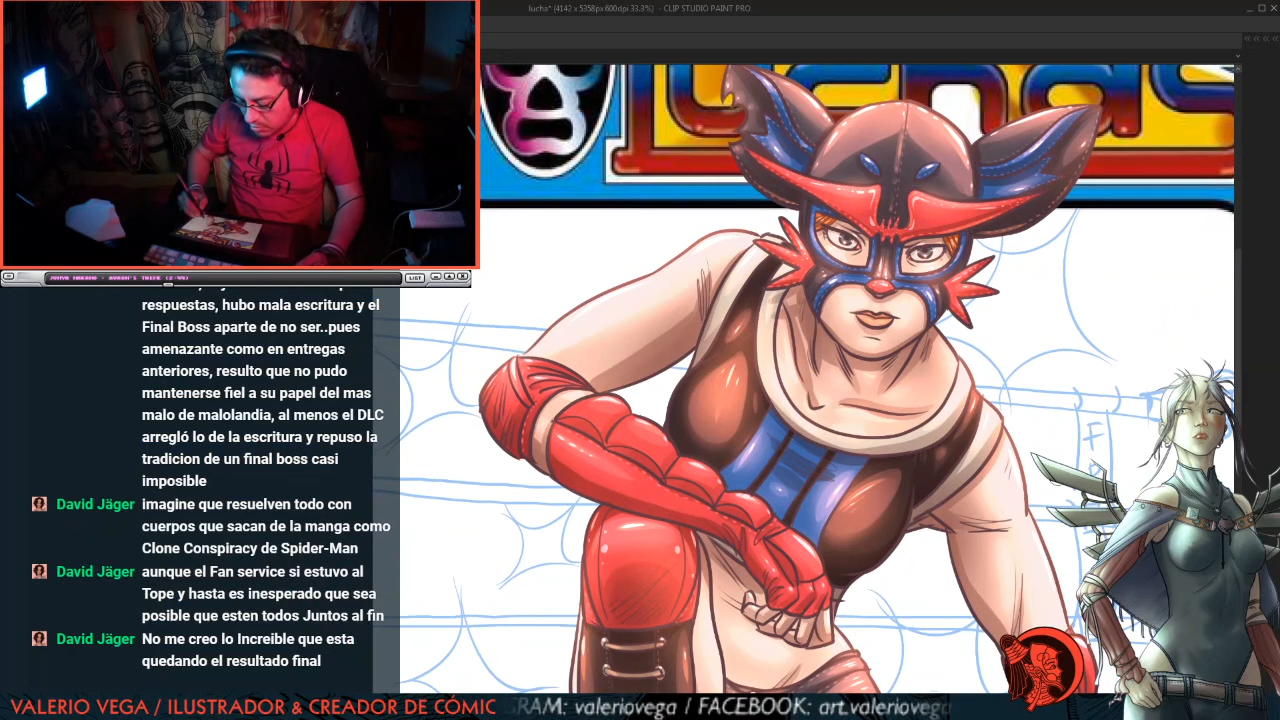 lucha* (4142 x 5358px 600dpi 33.3%) - CLIP STUDIO PAINT PRO
Luchas
LIST
respuestas, hubo mala escritura y el
Final Boss aparte de no ser..pues
amenazante como en entregas
anteriores, resulto que no pudo
mantenerse fiel a su papel del mas
malo de malolandia, al menos el DLC
arregló lo de la escritura y repuso la
tradicion de un final boss casi
imposible
David Jäger imagine que resuelven todo con
cuerpos que sacan de la manga como
Clone Conspiracy de Spider-Man
David Jäger aunque el Fan service si estuvo al
Tope y hasta es inesperado que sea
posible que esten todos Juntos al fin
David Jäger No me creo lo Increible que esta
quedando el resultado final
VALERIO VEGA / ILUSTRADOR & CREADOR DE CÓMIC
RAM: valeriovega / FACEBOOK: art.valeriovega